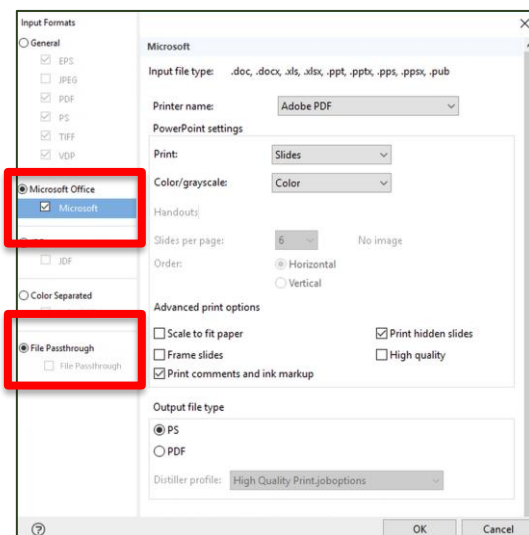 Input Formats
General
EPS
JPEG
PDF
PS
TIFF
VDP
Microsoft Office
Microsoft
JDF
Color Separated
File Passthrough
File Passthrough
Microsoft
Input file type: .doc, .docx, .xls, .xlsx, .ppt, .pptx, .pps, .ppsx, .pub
Printer name: Adobe PDF
PowerPoint settings
Print: Slides
Color/grayscale: Color
Handouts
Slides per page: 6 No image
Order: Horizontal
Vertical
Advanced print options
Scale to fit paper Print hidden slides
Frame slides High quality
Print comments and ink markup
Output file type
PS
PDF
Distiller profile: High Quality Print.joboptions
OK Cancel